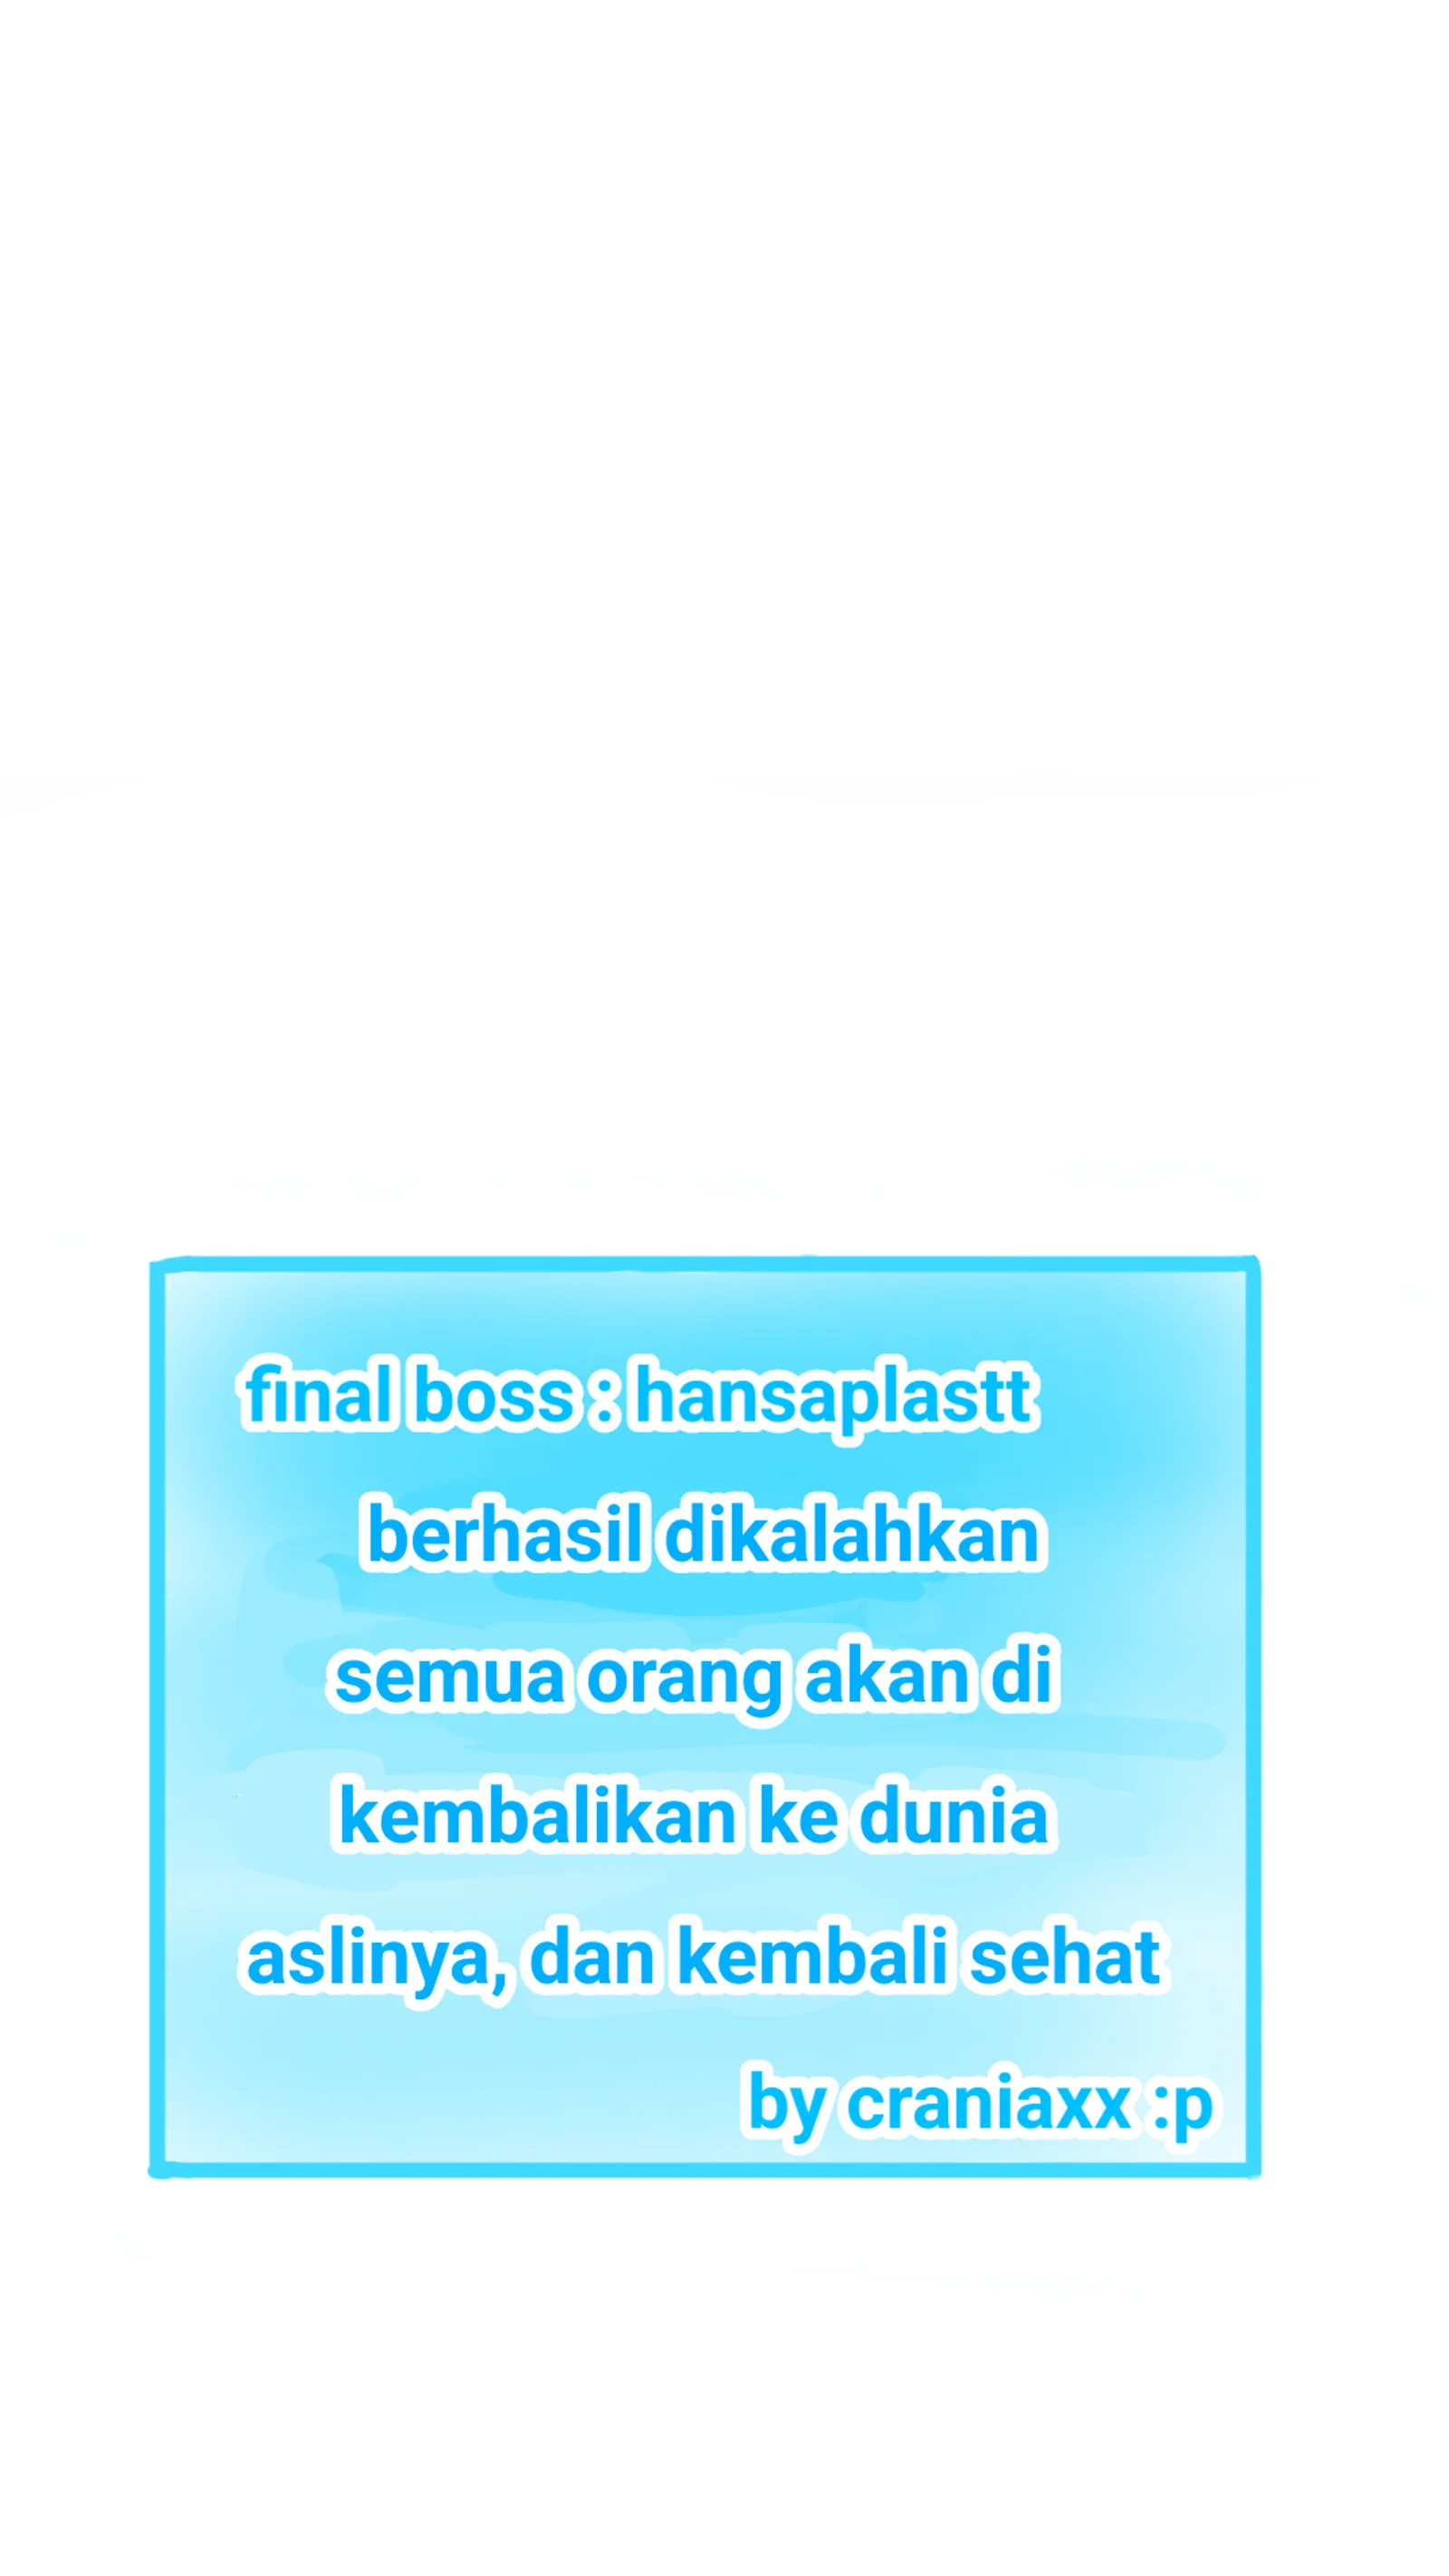 final boss : hansaplastt
berhasil dikalahkan
semua orang akan di
kembalikan ke dunia
aslinya, dan kembali sehat
by craniaxx :p